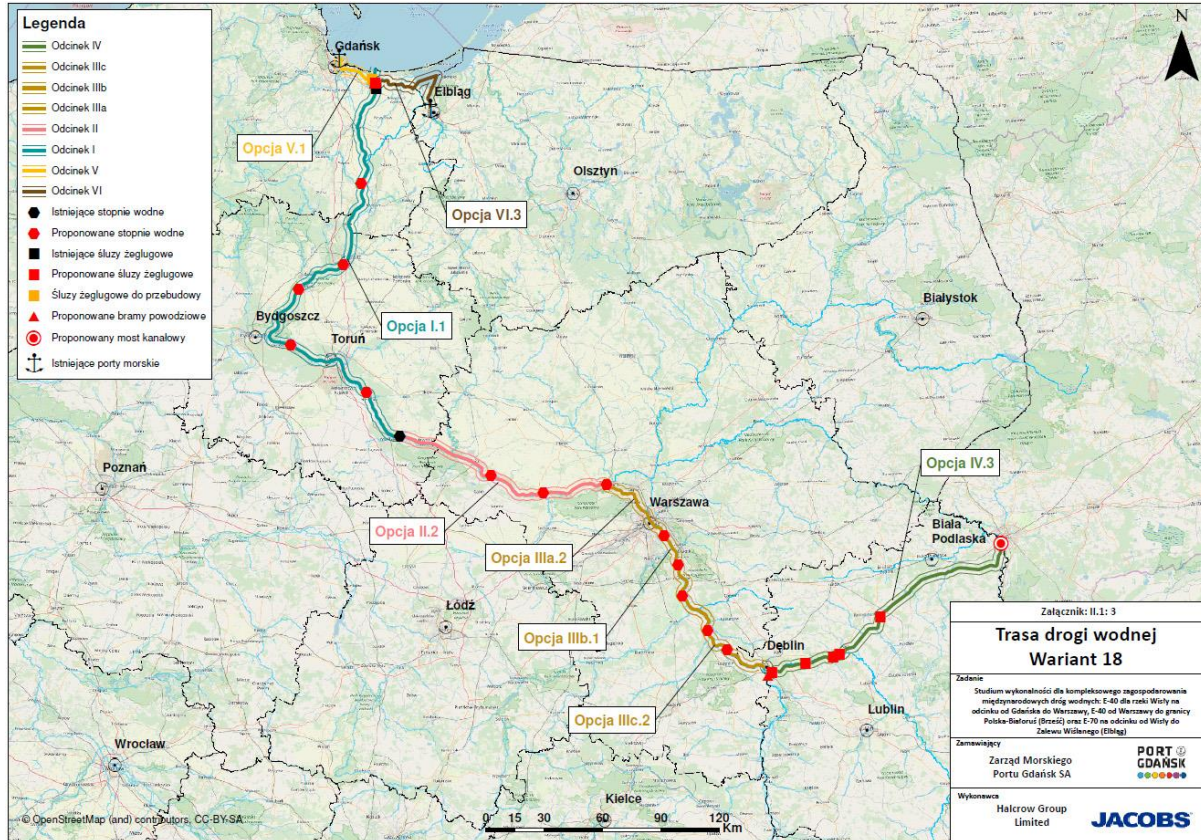 Legenda
Odcinek IV
Odcinek IIIc
Odcinek IIIb
Odcinek IIIa
Odcinek II
Odcinek I
Odcinek V
Odcinek VI
Istniejące stopnie wodne
Proponowane stopnie wodne
Istniejące śluzy żeglugowe
Proponowane śluzy żeglugowe
Śluzy żeglugowe do przebudowy
Proponowane bramy powodziowe
Proponowany most kanałowy
Istniejące porty morskie
N
Gdańsk
Elbląg
Opcja V.1
Olsztyn
Opcja VI.3
Białystok
Bydgoszcz
Opcja I.1
Toruń
Poznań
Opcja IV.3
Warszawa
Opcja II.2
Biała
Podlaska
Opcja IIIa.2
Łódź
Opcja IIIb.1
Dęblin
Opcja IIIc.2
Lublin
Wrocław
Kielce
© OpenStreetMap (and) contributors, CC-BY-SA
0 15 30 60 90 120
Km
Załącznik: II.1: 3
Trasa drogi wodnej
Wariant 18
Zadanie
Studium wykonalności dla kompleksowego zagospodarowania
międzynarodowych dróg wodnych: E-40 dla rzeki Wisły na
odcinku od Gdańska do Warszawy, E-40 od Warszawy do granicy
Polska-Białoruś (Brześć) oraz E-70 na odcinku od Wisły do
Zalewu Wiślanego (Elbląg)
Zamawiający
Zarząd Morskiego
Portu Gdańsk SA
PORT
GDAŃSK
Wykonawca
Halcrow Group
Limited
JACOBS